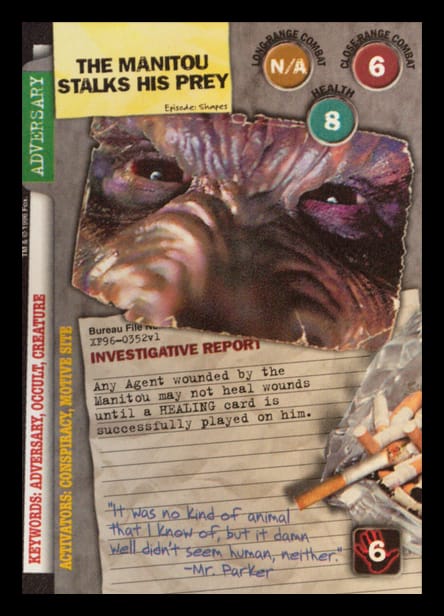 THE MANITOU
STALKS HIS PREY
Episode: Shapes
LONG-RANGE COMBAT
N/A
CLOSE-RANGE COMBAT
6
HEALTH
8
ADVERSARY
TM & © 1996 Fox.
KEYWORDS: ADVERSARY, OCCULT, CREATURE
ACTIVATORS: CONSPIRACY, MOTIVE SITE
Bureau File No
XF96-0352v1
INVESTIGATIVE REPORT
Any Agent wounded by the
Manitou may not heal wounds
until a HEALING card is
successfully played on him.
"It was no kind of animal
that I know of, but it damn
well didn't seem human, neither."
-Mr. Parker
6